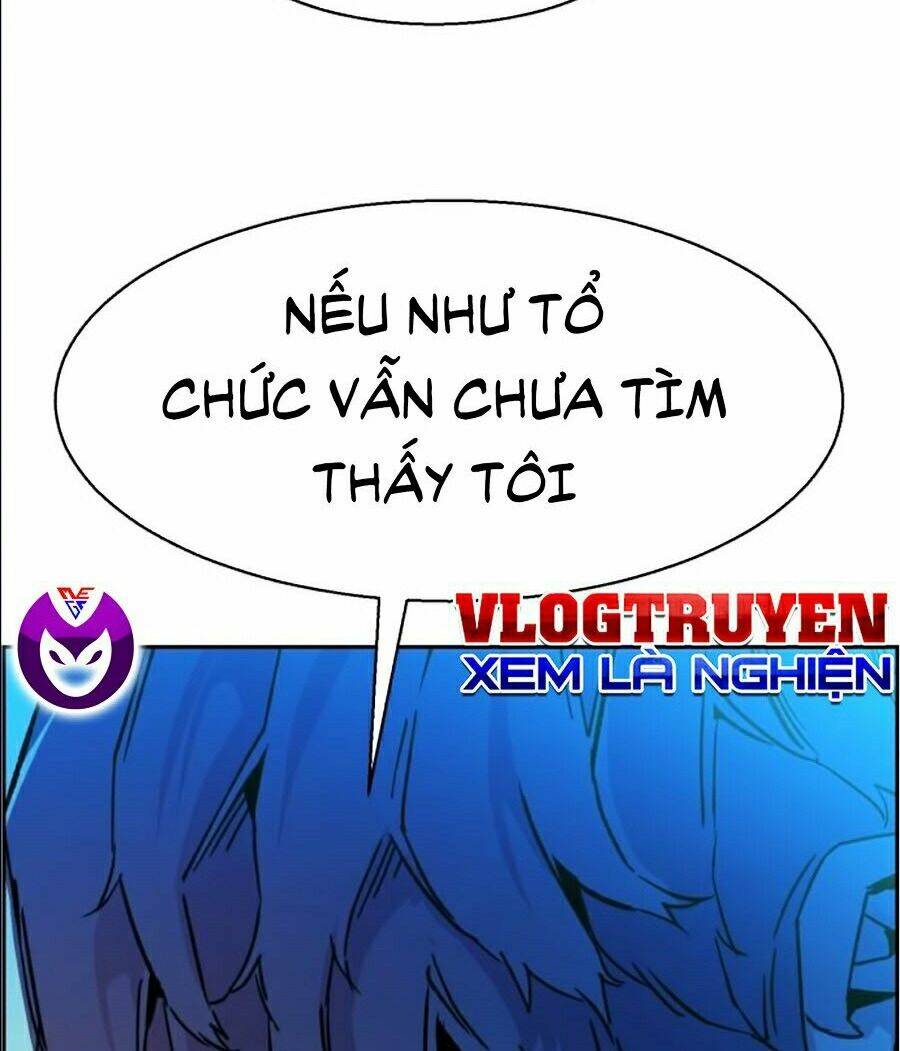 NẾU NHƯ TỔ
CHỨC VẪN CHƯA TÌM
THẤY TÔI
VLOGTRUYEN
XEM LÀ NGHIỆN